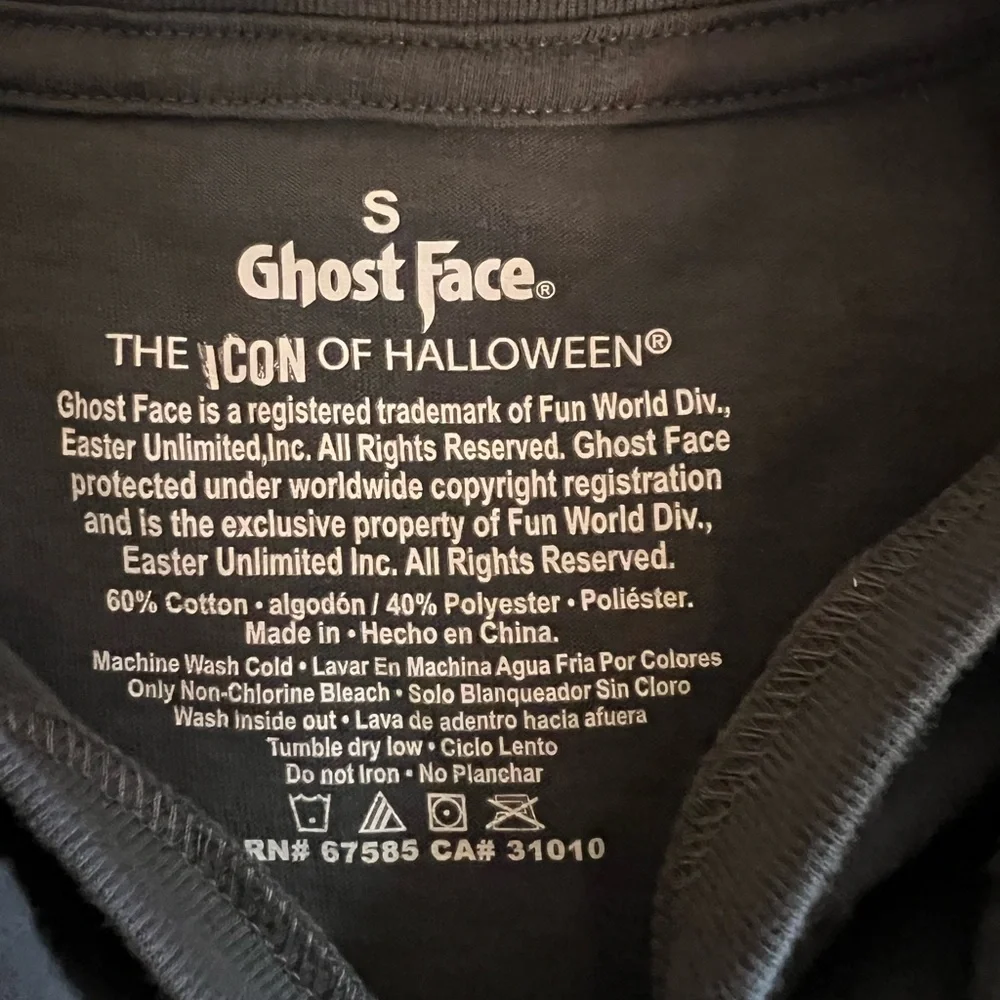 S
Ghost Face®
THE ICON OF HALLOWEEN®
Ghost Face is a registered trademark of Fun World Div.,
Easter Unlimited,Inc. All Rights Reserved. Ghost Face
protected under worldwide copyright registration
and is the exclusive property of Fun World Div.,
Easter Unlimited Inc. All Rights Reserved.
60% Cotton • algodón / 40% Polyester • Poliéster.
Made in • Hecho en China.
Machine Wash Cold • Lavar En Machina Agua Fria Por Colores
Only Non-Chlorine Bleach • Solo Blanqueador Sin Cloro
Wash inside out • Lava de adentro hacia afuera
Tumble dry low • Ciclo Lento
Do not Iron • No Planchar
RN# 67585 CA# 31010